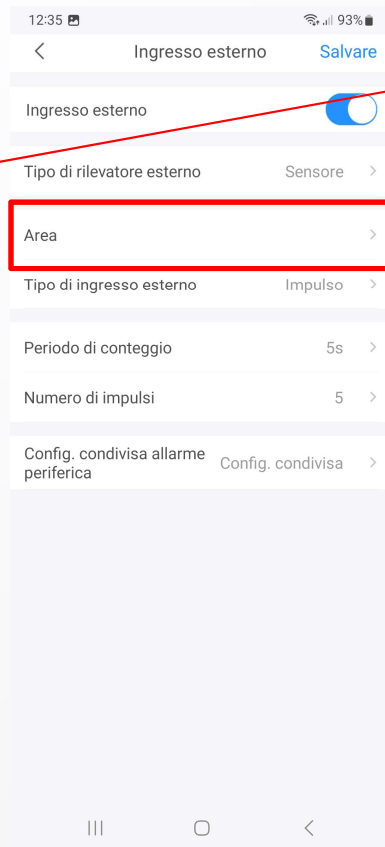 12:35 93%
Ingresso esterno Salvare
Ingresso esterno
Tipo di rilevatore esterno Sensore
Area
Tipo di ingresso esterno Impulso
Periodo di conteggio 5s
Numero di impulsi 5
Config. condivisa allarme
periferica Config. condivisa